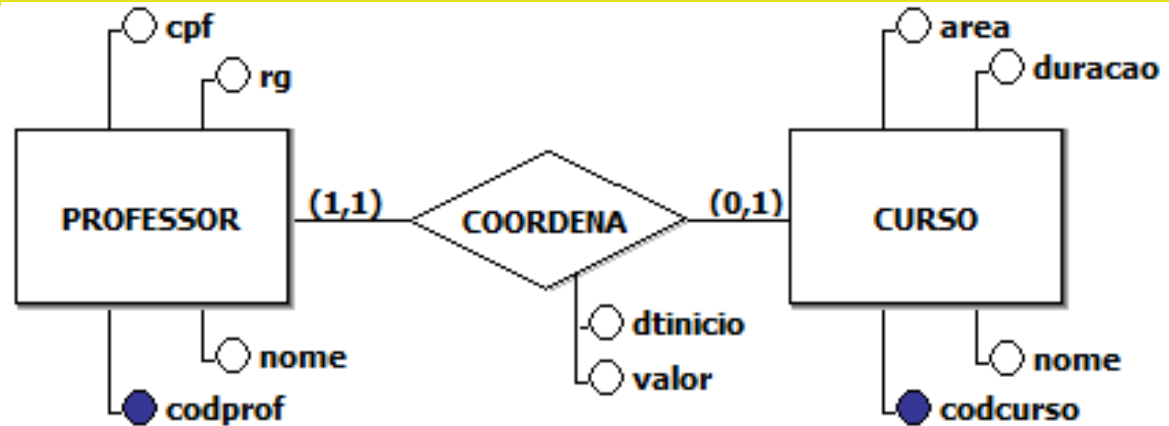 cpf
rg
PROFESSOR
nome
codprof
(1,1)
COORDENA
(0,1)
dtinicio
valor
area
duracao
CURSO
nome
codcurso